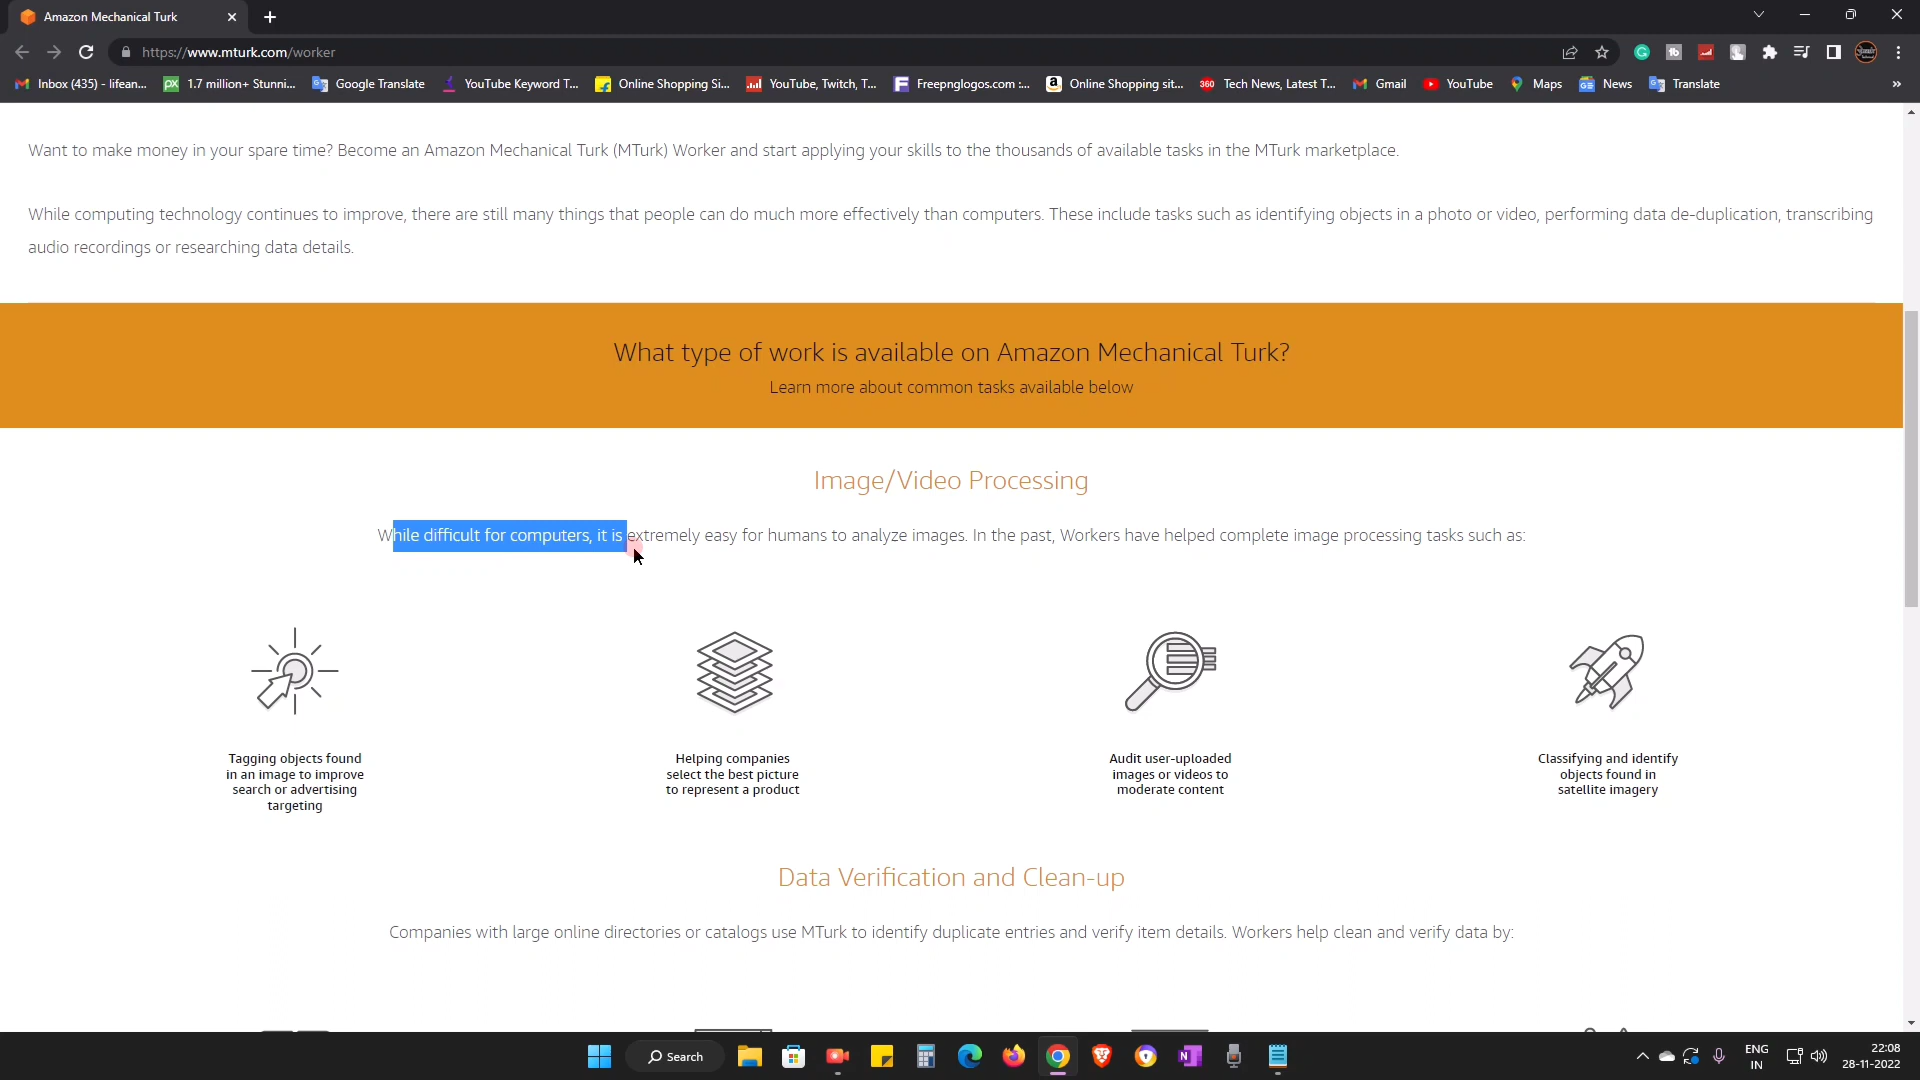 Amazon Mechanical Turk
https://www.mturk.com/worker
Inbox (435) - lifean...
1.7 million+ Stunni...
Google Translate
YouTube Keyword T...
Online Shopping Si...
YouTube, Twitch, T...
Freepnglogos.com :...
Online Shopping sit...
Tech News, Latest T...
Gmail
YouTube
Maps
News
Translate
Want to make money in your spare time? Become an Amazon Mechanical Turk (MTurk) Worker and start applying your skills to the thousands of available tasks in the MTurk marketplace.
While computing technology continues to improve, there are still many things that people can do much more effectively than computers. These include tasks such as identifying objects in a photo or video, performing data de-duplication, transcribing
audio recordings or researching data details.
What type of work is available on Amazon Mechanical Turk?
Learn more about common tasks available below
Image/Video Processing
While difficult for computers, it is extremely easy for humans to analyze images. In the past, Workers have helped complete image processing tasks such as:
Tagging objects found
in an image to improve
search or advertising
targeting
Helping companies
select the best picture
to represent a product
Audit user-uploaded
images or videos to
moderate content
Classifying and identify
objects found in
satellite imagery
Data Verification and Clean-up
Companies with large online directories or catalogs use MTurk to identify duplicate entries and verify item details. Workers help clean and verify data by:
Search
ENG
IN
22:08
28-11-2022